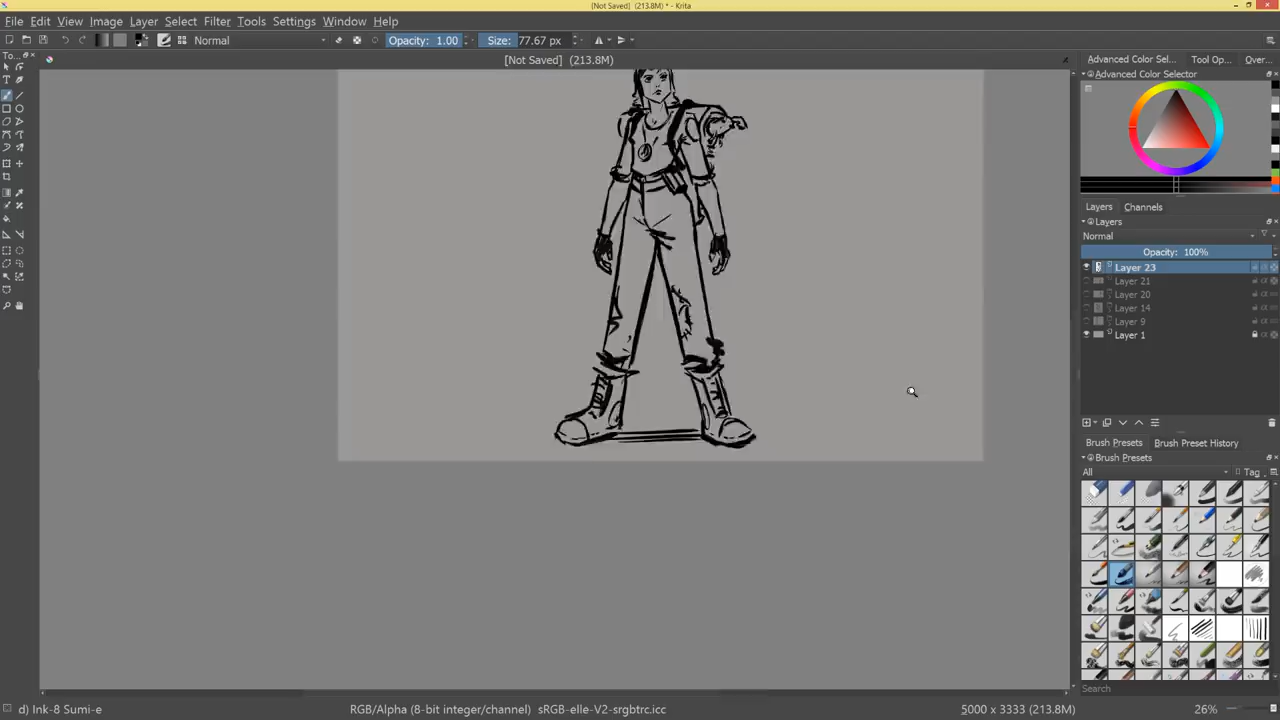 [Not Saved] (213.8M) * - Krita
File Edit View Image Layer Select Filter Tools Settings Window Help
Normal Opacity: 1.00 Size: 77.67 px
To...
[Not Saved] (213.8M)
Advanced Color Sel... Tool Op... Over...
Advanced Color Selector
Layers Channels
Layers
Normal
Opacity: 100%
Layer 23
Layer 21
Layer 20
Layer 14
Layer 9
Layer 1
Brush Presets Brush Preset History
Brush Presets
All Tag
Search
d) Ink-8 Sumi-e RGB/Alpha (8-bit integer/channel) sRGB-elle-V2-srgbtrc.icc 5000 x 3333 (213.8M) 26%